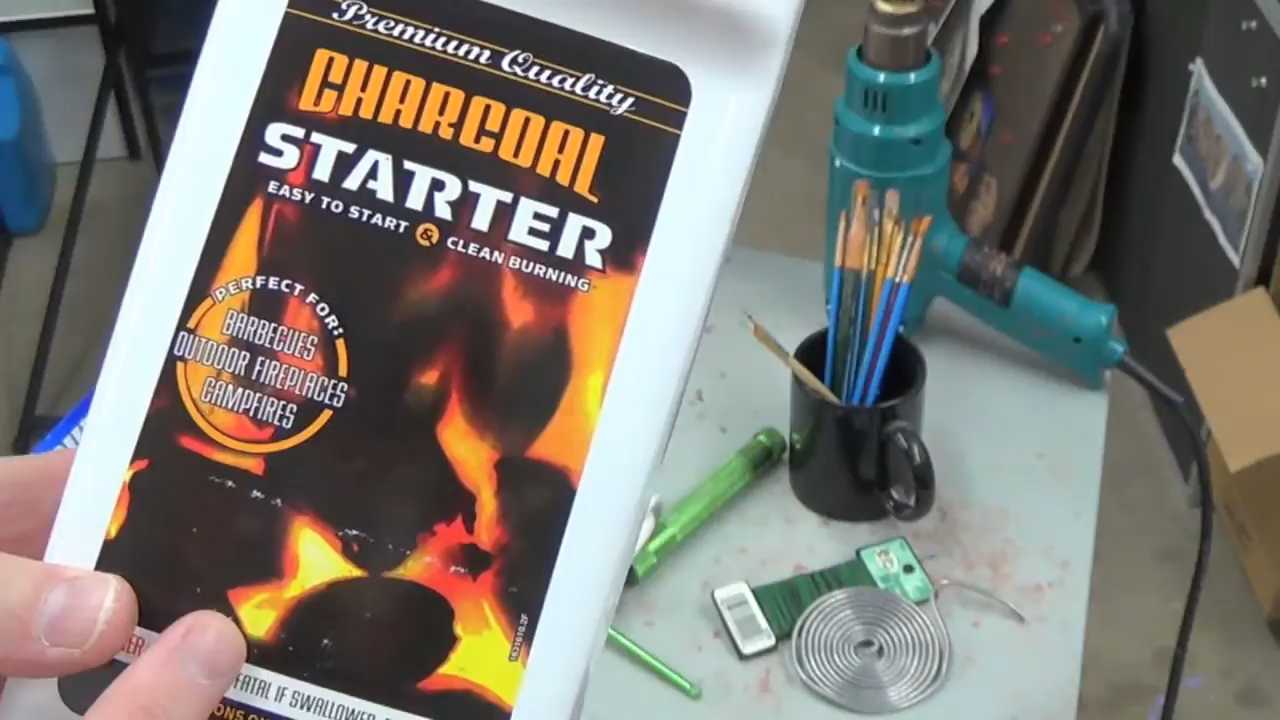 Premium Quality
CHARCOAL
STARTER
EASY TO START & CLEAN BURNING
PERFECT FOR:
BARBECUES
OUTDOOR FIREPLACES
CAMPFIRES
FATAL IF SWALLOWED